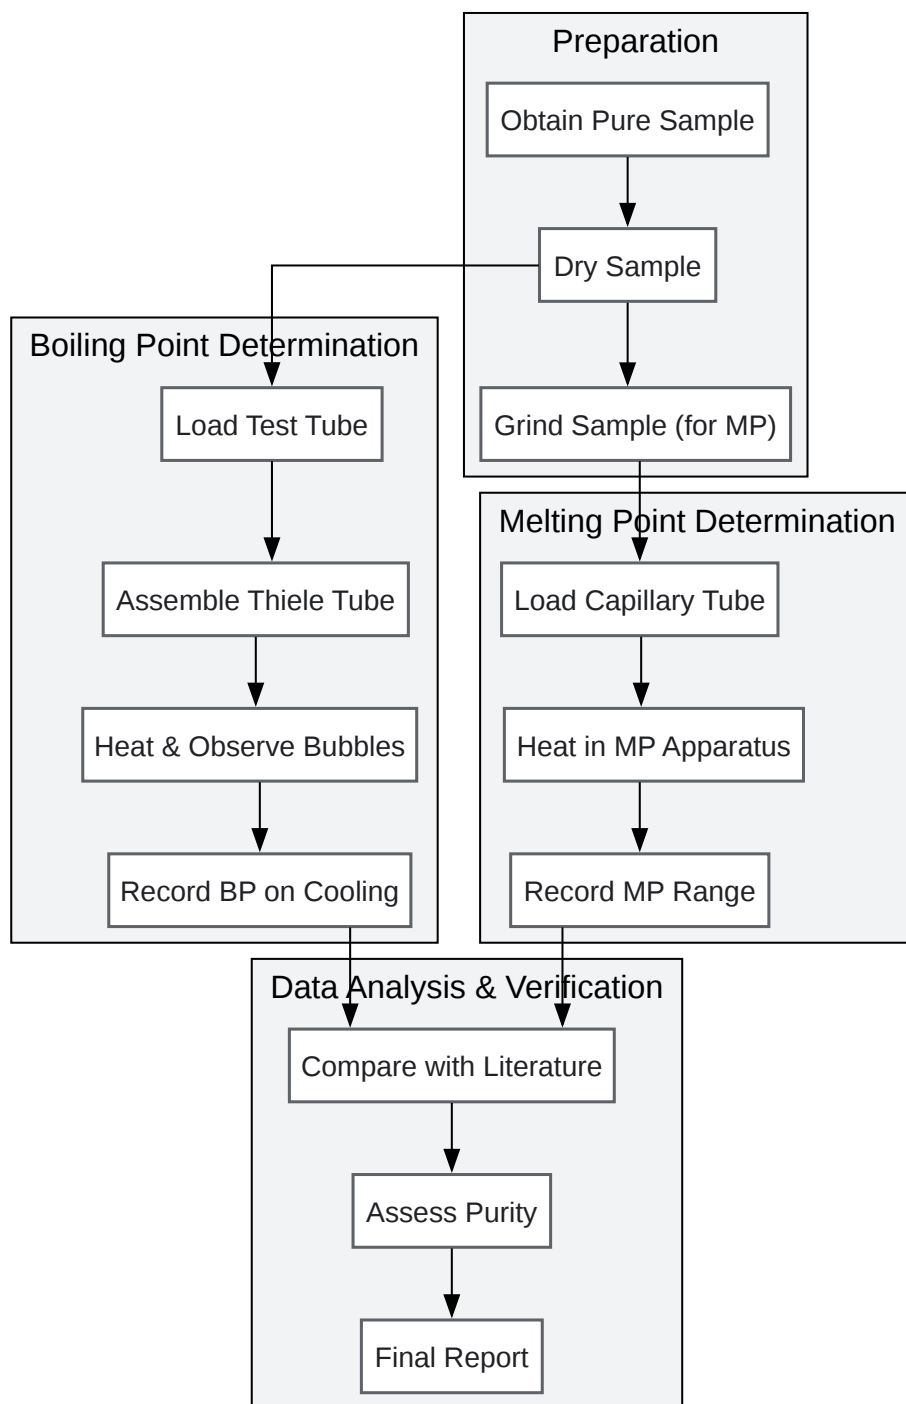 Preparation
Obtain Pure Sample
Dry Sample
Grind Sample (for MP)
Boiling Point Determination
Load Test Tube
Assemble Thiele Tube
Heat & Observe Bubbles
Record BP on Cooling
Melting Point Determination
Load Capillary Tube
Heat in MP Apparatus
Record MP Range
Data Analysis & Verification
Compare with Literature
Assess Purity
Final Report